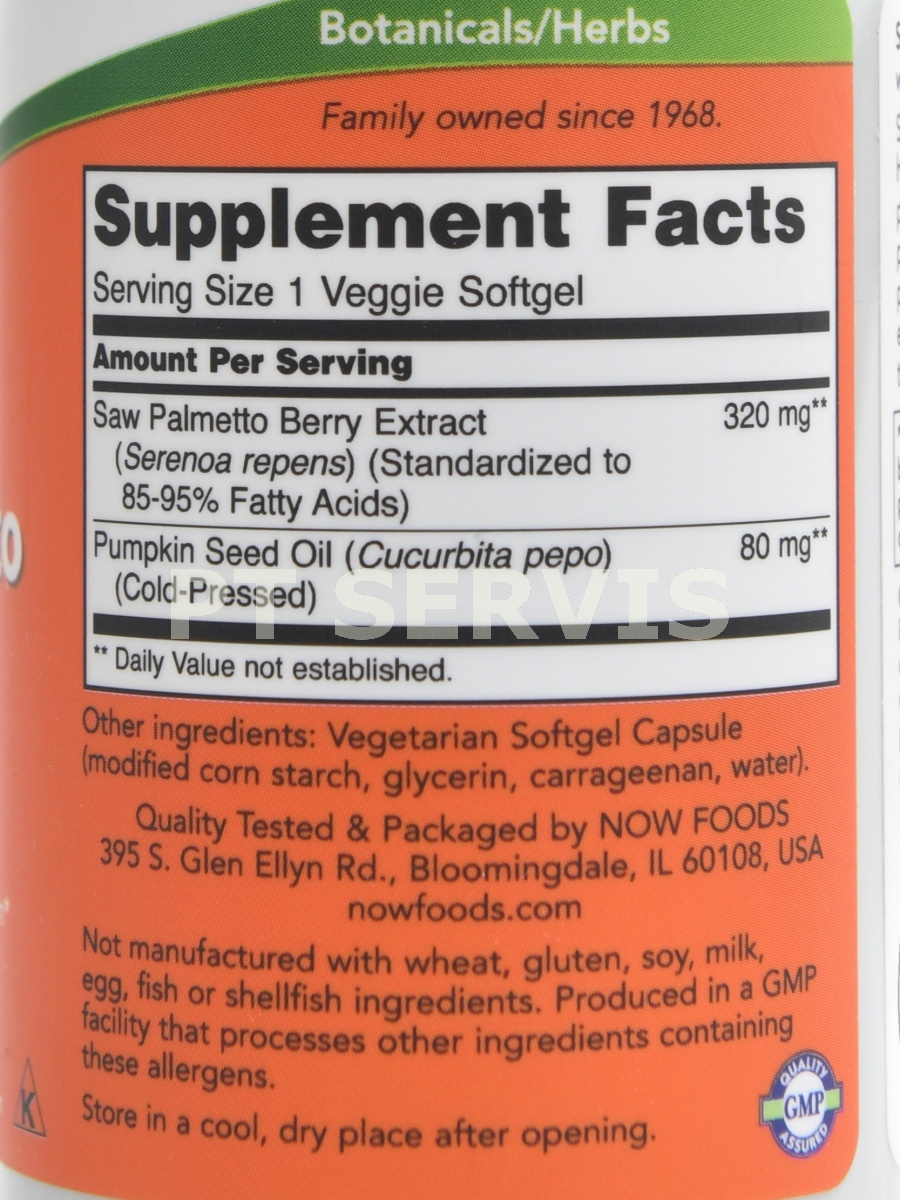 Botanicals/Herbs
Family owned since 1968.
Supplement Facts
Serving Size 1 Veggie Softgel
Amount Per Serving
Saw Palmetto Berry Extract 320 mg**
(Serenoa repens) (Standardized to
85-95% Fatty Acids)
Pumpkin Seed Oil (Cucurbita pepo) 80 mg**
(Cold-Pressed)
PT SERVIS
** Daily Value not established.
Other ingredients: Vegetarian Softgel Capsule
(modified corn starch, glycerin, carrageenan, water).
Quality Tested & Packaged by NOW FOODS
395 S. Glen Ellyn Rd., Bloomingdale, IL 60108, USA
nowfoods.com
Not manufactured with wheat, gluten, soy, milk,
egg, fish or shellfish ingredients. Produced in a GMP
facility that processes other ingredients containing
these allergens.
Store in a cool, dry place after opening.
K
QUALITY
GMP
ASSURED